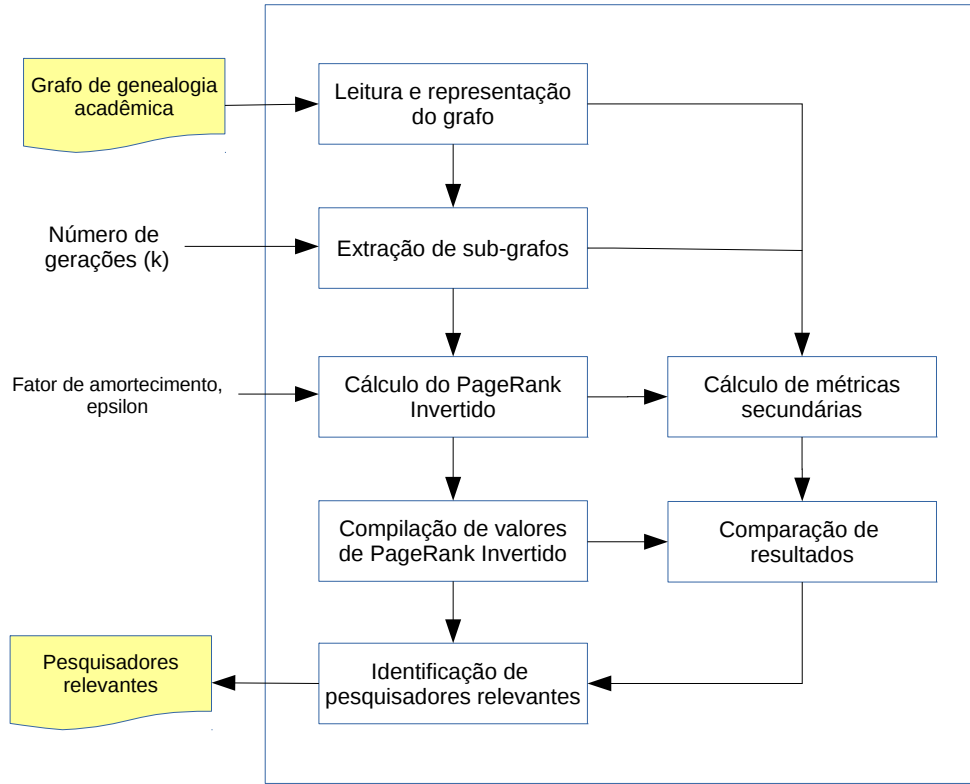 Grafo de genealogia
acadêmica
Leitura e representação
do grafo
Número de
gerações (k)
Extração de sub-grafos
Fator de amortecimento,
epsilon
Cálculo do PageRank
Invertido
Cálculo de métricas
secundárias
Compilação de valores
de PageRank Invertido
Comparação de
resultados
Pesquisadores
relevantes
Identificação de
pesquisadores relevantes